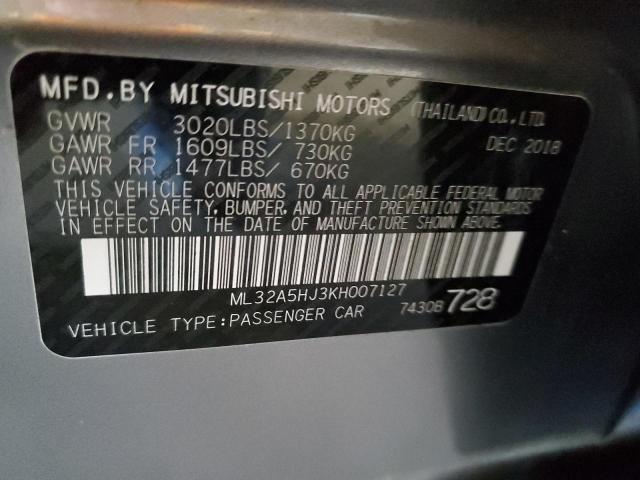 MFD. BY MITSUBISHI MOTORS (THAILAND) CO., LTD.
GVWR 3020LBS/1370KG DEC 2018
GAWR FR 1609LBS/ 730KG
GAWR RR 1477LBS/ 670KG
THIS VEHICLE CONFORMS TO ALL APPLICABLE FEDERAL MOTOR
VEHICLE SAFETY, BUMPER, AND THEFT PREVENTION STANDARDS
IN EFFECT ON THE DATE OF MANUFACTURE SHOWN ABOVE.
ML32A5HJ3KH007127
VEHICLE TYPE:PASSENGER CAR 7430B 728